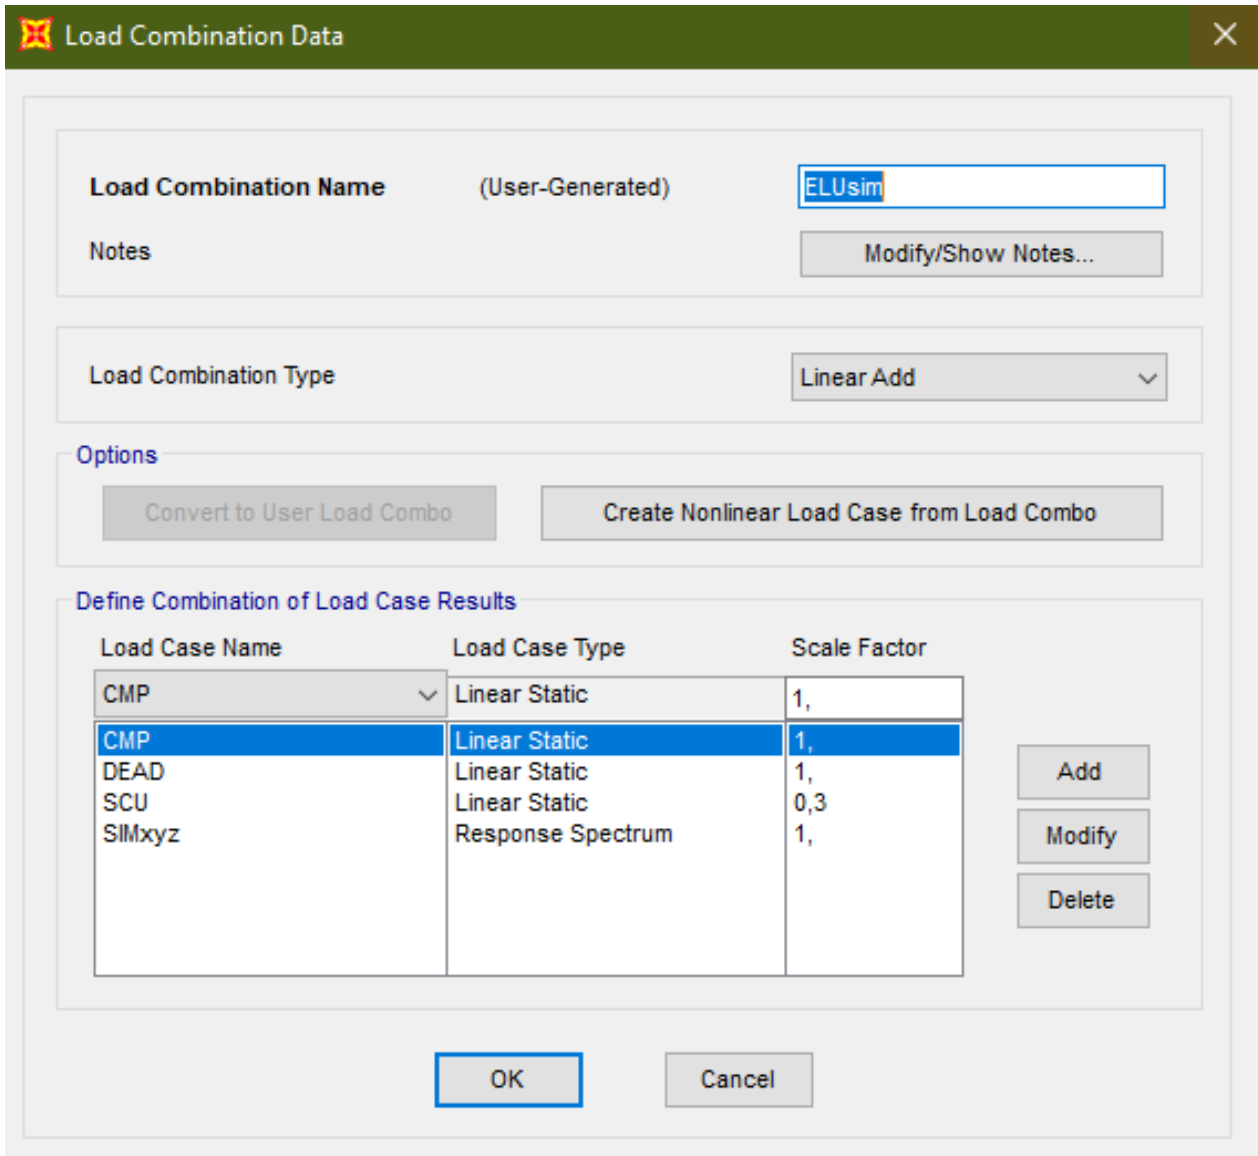 Load Combination Data
Load Combination Name (User-Generated) ELUsim
Notes Modify/Show Notes...
Load Combination Type Linear Add
Options
Convert to User Load Combo Create Nonlinear Load Case from Load Combo
Define Combination of Load Case Results
Load Case Name Load Case Type Scale Factor
CMP Linear Static 1,
CMP Linear Static 1,
DEAD Linear Static 1,
SCU Linear Static 0,3
SIMxyz Response Spectrum 1,
Add
Modify
Delete
OK Cancel